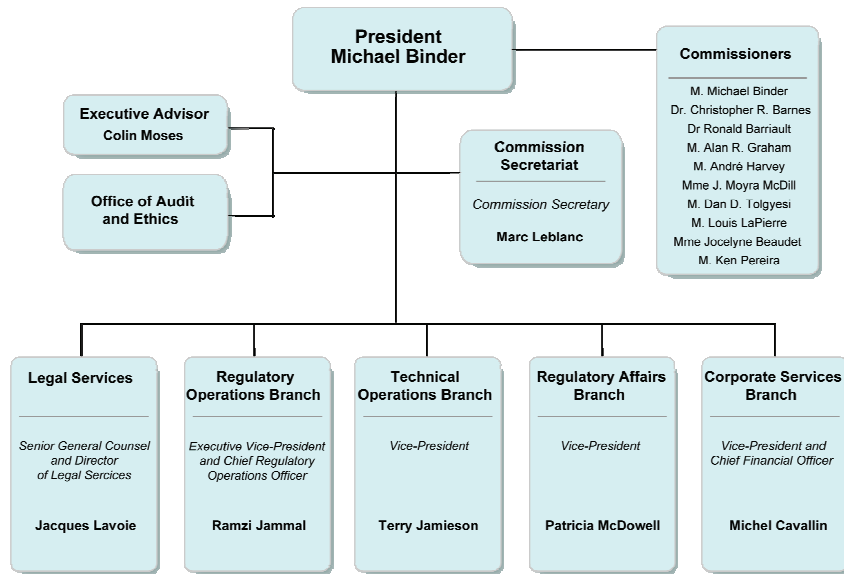 President
Michael Binder
Commissioners
M. Michael Binder
Dr. Christopher R. Barnes
Dr Ronald Barriault
M. Alan R. Graham
M. André Harvey
Mme J. Moyra McDill
M. Dan D. Tolgyesi
M. Louis LaPierre
Mme Jocelyne Beaudet
M. Ken Pereira
Executive Advisor
Colin Moses
Office of Audit
and Ethics
Commission
Secretariat
Commission Secretary
Marc Leblanc
Legal Services
Senior General Counsel
and Director
of Legal Sercices
Jacques Lavoie
Regulatory
Operations Branch
Executive Vice-President
and Chief Regulatory
Operations Officer
Ramzi Jammal
Technical
Operations Branch
Vice-President
Terry Jamieson
Regulatory Affairs
Branch
Vice-President
Patricia McDowell
Corporate Services
Branch
Vice-President and
Chief Financial Officer
Michel Cavallin